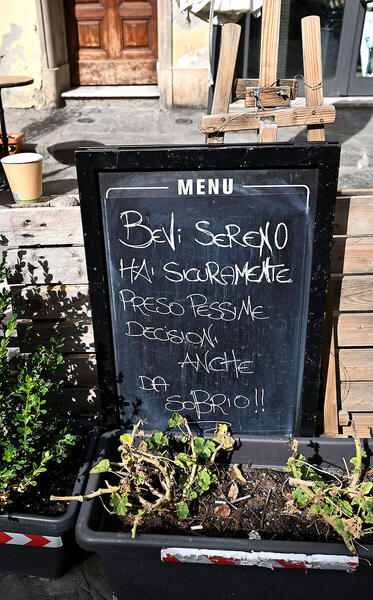 MENU
BEVi SERENO
HAI SICURAMENTE
PRESO PESSIME
DECISIONI
ANCHE
DA
SOBRIO!!